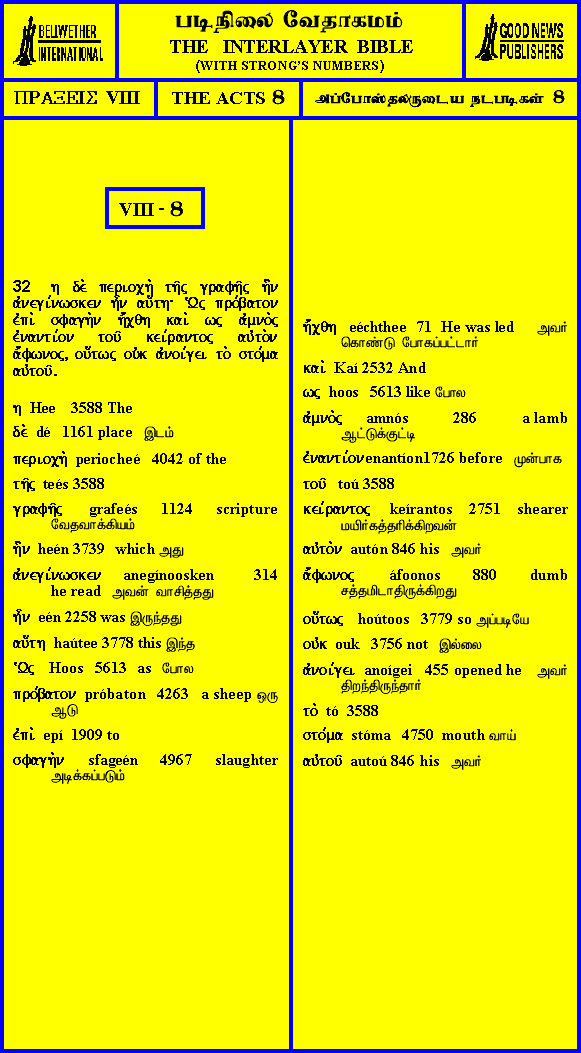 BELLWETHER
INTERNATIONAL
படிநிலை வேதாகமம்
THE INTERLAYER BIBLE
(WITH STRONG'S NUMBERS)
GOOD NEWS
PUBLISHERS
ΠΡΑΞΕΙΣ VIII
THE ACTS 8
அப்போஸ்தலருடைய நடபடிகள் 8
VIII - 8
32 η δὲ περιοχὴ τῆς γραφῆς ἣν
ἀνεγίνωσκεν ἦν αὕτη· Ὡς πρόβατον
ἐπὶ σφαγὴν ἤχθη καὶ ως ἀμνὸς
ἐναντίον τοῦ κείραντος αὐτὸν
ἄφωνος, οὕτως οὐκ ἀνοίγει τὸ στόμα
αὐτοῦ.
η Hee 3588 The
δὲ dé 1161 place இடம்
περιοχὴ periocheé 4042 of the
τῆς teés 3588
γραφῆς grafeés 1124 scripture
வேதவாக்கியம்
ἣν heén 3739 which அது
ἀνεγίνωσκεν anegínoosken 314
he read அவன் வாசித்தது
ἦν eén 2258 was இருந்தது
αὕτη haútee 3778 this இந்த
Ὡς Hoos 5613 as போல
πρόβατον próbaton 4263 a sheep ஒரு
ஆடு
ἐπὶ epí 1909 to
σφαγὴν sfageén 4967 slaughter
அடிக்கப்படும்
ἤχθη eéchthee 71 He was led அவர்
கொண்டு போகப்பட்டார்
καὶ Kaí 2532 And
ως hoos 5613 like போல
ἀμνὸς amnós 286 a lamb
ஆட்டுக்குட்டி
ἐναντίον enantíon1726 before முன்பாக
τοῦ toú 3588
κείραντος keírantos 2751 shearer
மயிர்கத்தரிக்கிறவன்
αὐτὸν autón 846 his அவர்
ἄφωνος áfoonos 880 dumb
சத்தமிடாதிருக்கிறது
οὕτως hoútoos 3779 so அப்படியே
οὐκ ouk 3756 not இல்லை
ἀνοίγει anoígei 455 opened he அவர்
திறந்திருந்தார்
τὸ tó 3588
στόμα stóma 4750 mouth வாய்
αὐτοῦ autoú 846 his அவர்